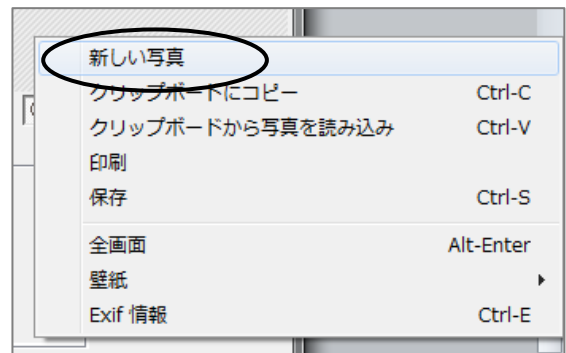 新しい写真
クリップボードにコピー Ctrl-C
クリップボードから写真を読み込み Ctrl-V
印刷
保存 Ctrl-S
全画面 Alt-Enter
壁紙
Exif 情報 Ctrl-E